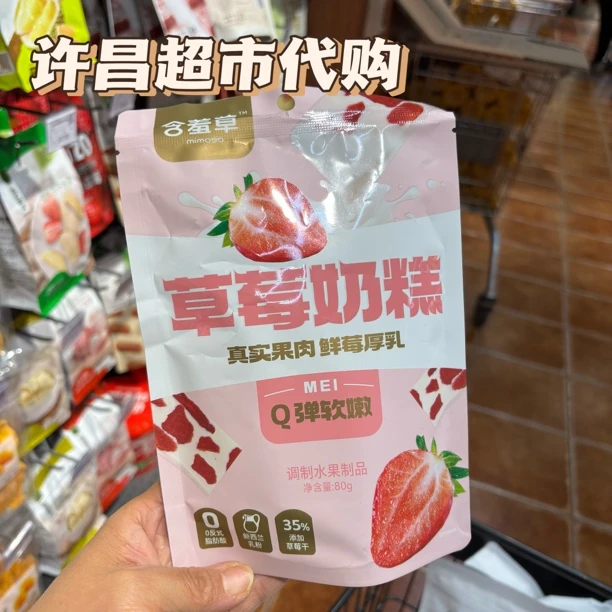 许昌超市代购
含羞草™
mimosa
草莓奶糕
真实果肉 鲜莓厚乳
MEI
Q弹软嫩
调制水果制品
净含量:80g
0
0反式
脂肪酸
新西兰
乳粉
35%
添加
草莓干